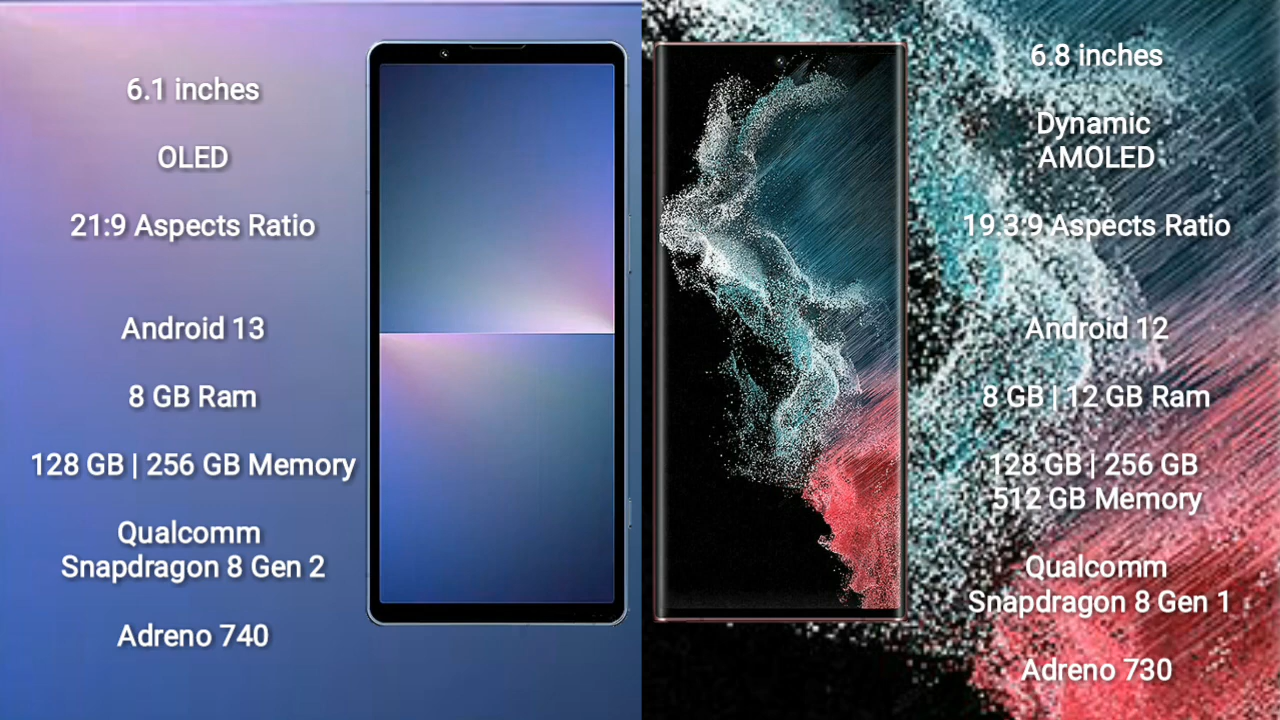 6.1 inches
OLED
21:9 Aspects Ratio
Android 13
8 GB Ram
128 GB | 256 GB Memory
Qualcomm
Snapdragon 8 Gen 2
Adreno 740
6.8 inches
Dynamic
AMOLED
19.3:9 Aspects Ratio
Android 12
8 GB | 12 GB Ram
128 GB | 256 GB
512 GB Memory
Qualcomm
Snapdragon 8 Gen 1
Adreno 730